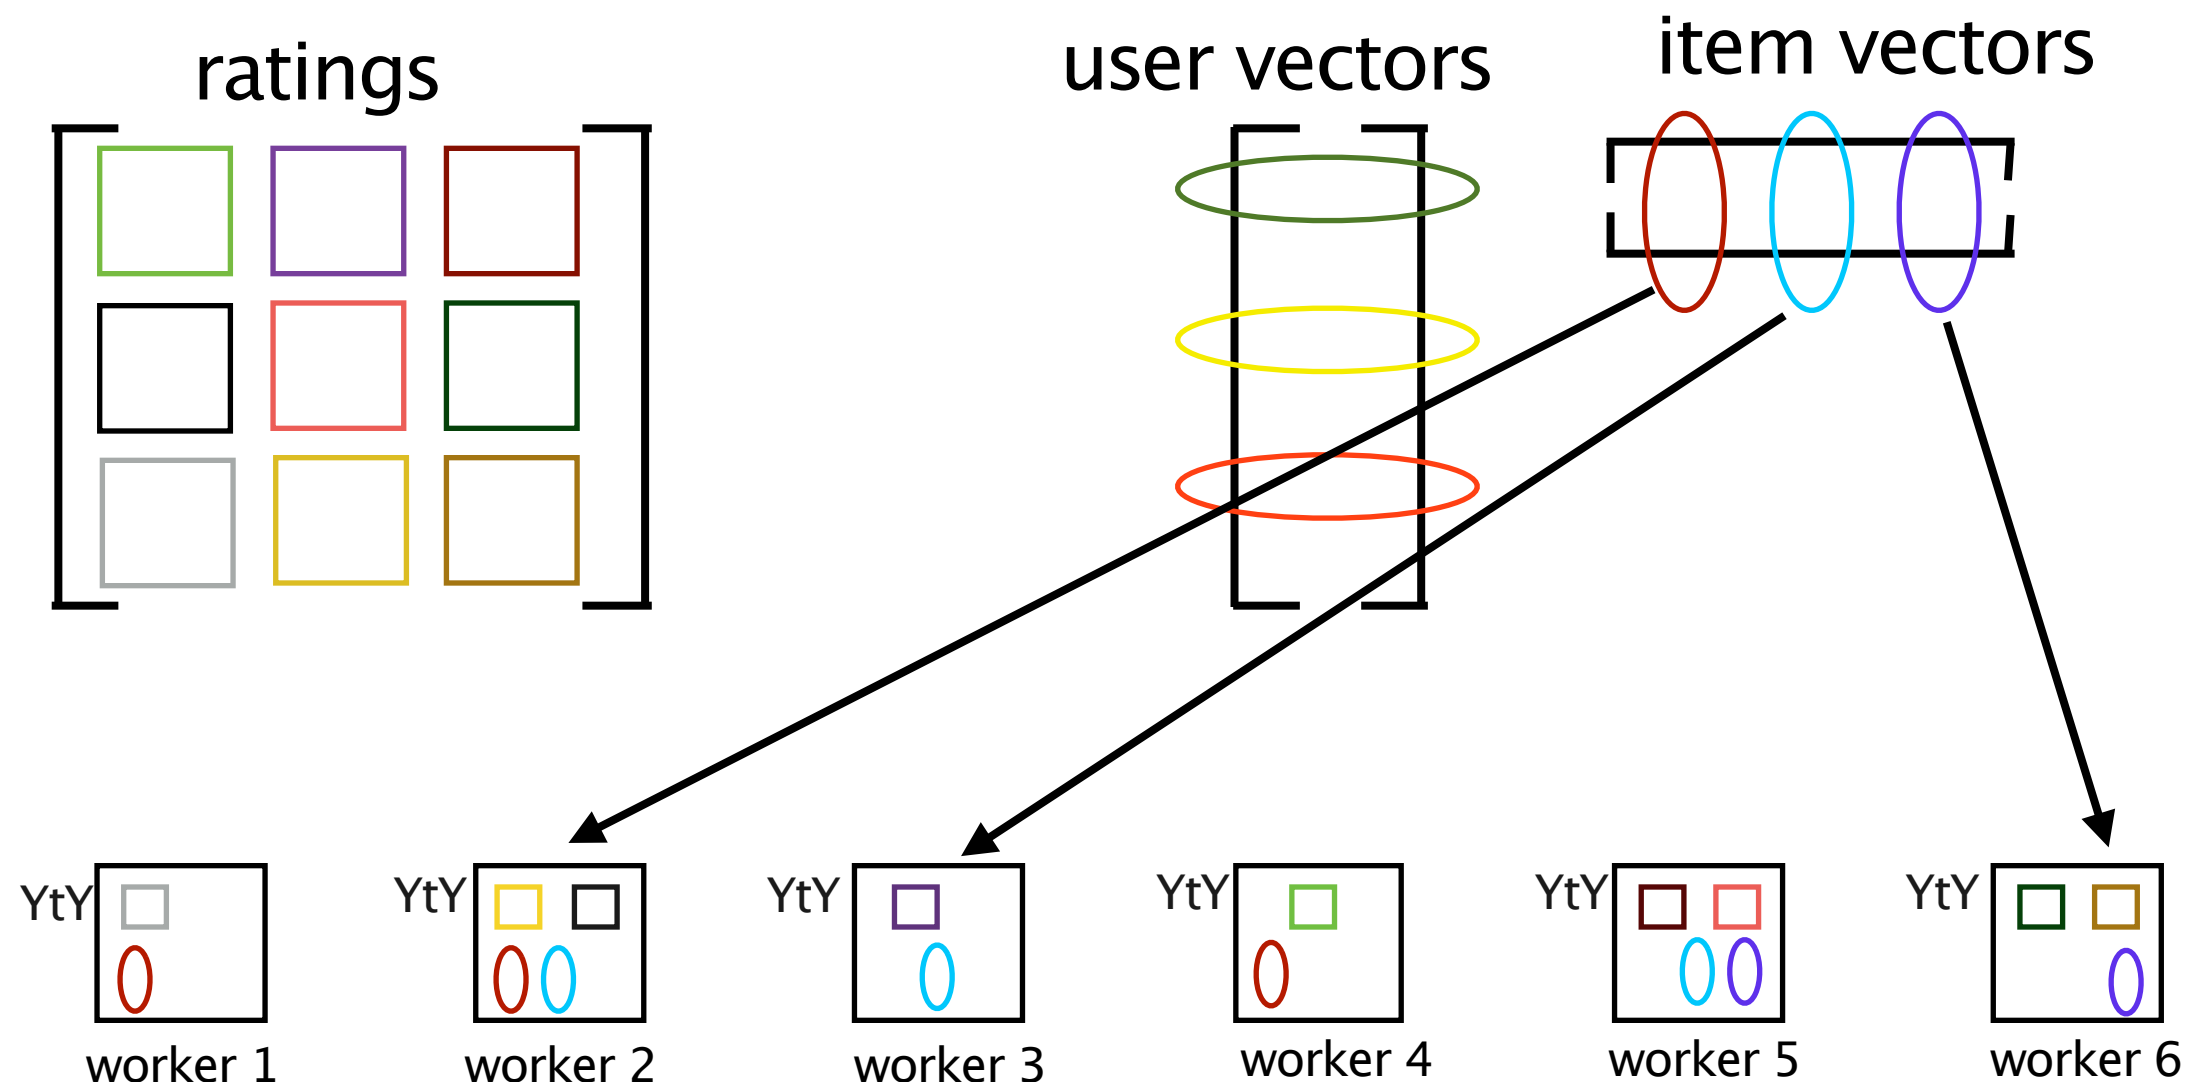 ratings
user vectors
item vectors
YtY
YtY
YtY
YtY
YtY
YtY
worker 1
worker 2
worker 3
worker 4
worker 5
worker 6